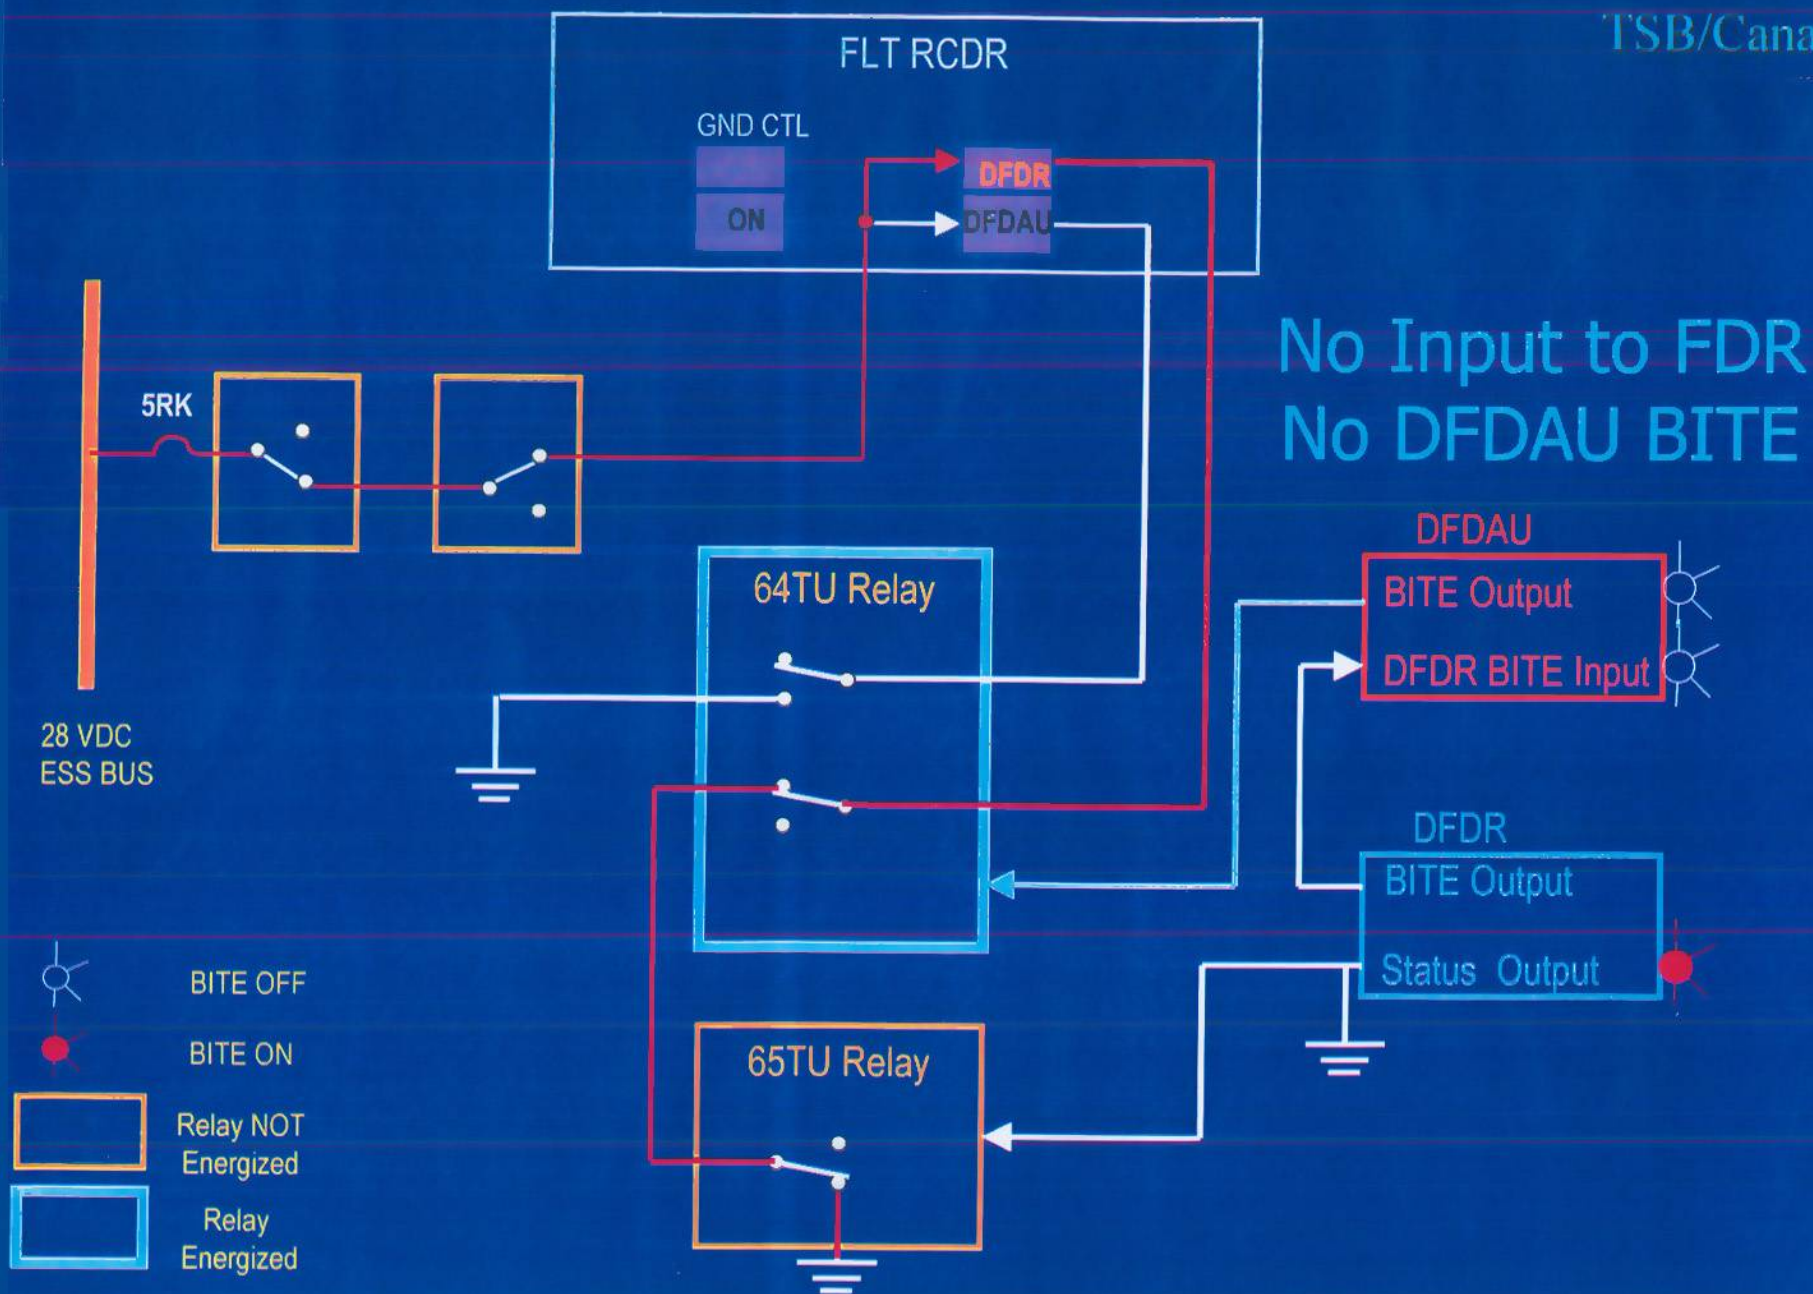 TSB/Cana
FLT RCDR
GND CTL
DFDR
ON
DFDAU
No Input to FDR
No DFDAU BITE
5RK
DFDAU
BITE Output
DFDR BITE Input
64TU Relay
28 VDC
ESS BUS
DFDR
BITE Output
Status Output
BITE OFF
BITE ON
65TU Relay
Relay NOT
Energized
Relay
Energized